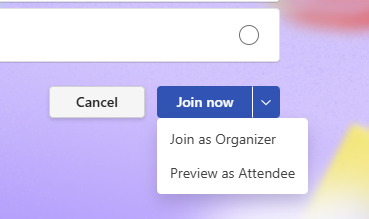 Cancel
Join now
Join as Organizer
Preview as Attendee